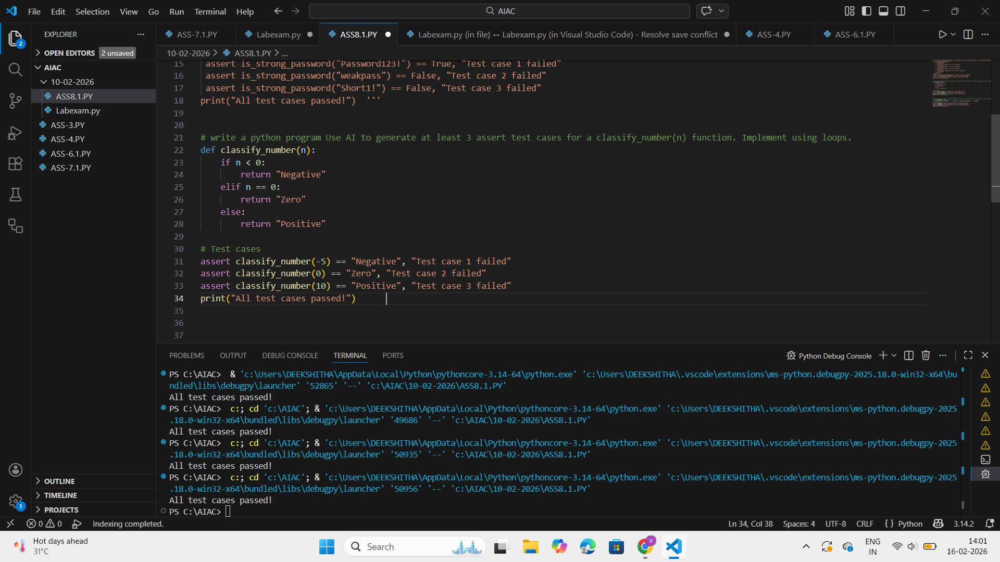 File Edit Selection View Go Run Terminal Help
AIAC
EXPLORER
OPEN EDITORS 2 unsaved
AIAC
10-02-2026
ASS8.1.PY
Labexam.py
ASS-3.PY
ASS-4.PY
ASS-6.1.PY
ASS-7.1.PY
OUTLINE
TIMELINE
PROJECTS
2
1
ASS-7.1.PY Labexam.py ASS8.1.PY Labexam.py (in file) ↔ Labexam.py (in Visual Studio Code) - Resolve save conflict ASS-4.PY ASS-6.1.PY
10-02-2026 > ASS8.1.PY > ...
15 assert is_strong_password("Password123!") == True, "Test case 1 failed"
16 assert is_strong_password("weakpass") == False, "Test case 2 failed"
17 assert is_strong_password("Short1!") == False, "Test case 3 failed"
18 print("All test cases passed!")  '''
19
20
21 # write a python program Use AI to generate at least 3 assert test cases for a classify_number(n) function. Implement using loops.
22 def classify_number(n):
23     if n < 0:
24         return "Negative"
25     elif n == 0:
26         return "Zero"
27     else:
28         return "Positive"
29
30 # Test cases
31 assert classify_number(-5) == "Negative", "Test case 1 failed"
32 assert classify_number(0) == "Zero", "Test case 2 failed"
33 assert classify_number(10) == "Positive", "Test case 3 failed"
34 print("All test cases passed!")
35
36
37
PROBLEMS OUTPUT DEBUG CONSOLE TERMINAL PORTS
Python Debug Console
PS C:\AIAC>  & 'c:\Users\DEEKSHITHA\AppData\Local\Python\pythoncore-3.14-64\python.exe' 'c:\Users\DEEKSHITHA\.vscode\extensions\ms-python.debugpy-2025.18.0-win32-x64\bu
ndled\libs\debugpy\launcher' '52865' '--' 'c:\AIAC\10-02-2026\ASS8.1.PY'
All test cases passed!
PS C:\AIAC>  c:; cd 'c:\AIAC'; & 'c:\Users\DEEKSHITHA\AppData\Local\Python\pythoncore-3.14-64\python.exe' 'c:\Users\DEEKSHITHA\.vscode\extensions\ms-python.debugpy-2025
.18.0-win32-x64\bundled\libs\debugpy\launcher' '49686' '--' 'c:\AIAC\10-02-2026\ASS8.1.PY'
All test cases passed!
PS C:\AIAC>  c:; cd 'c:\AIAC'; & 'c:\Users\DEEKSHITHA\AppData\Local\Python\pythoncore-3.14-64\python.exe' 'c:\Users\DEEKSHITHA\.vscode\extensions\ms-python.debugpy-2025
.18.0-win32-x64\bundled\libs\debugpy\launcher' '50935' '--' 'c:\AIAC\10-02-2026\ASS8.1.PY'
All test cases passed!
PS C:\AIAC>  c:; cd 'c:\AIAC'; & 'c:\Users\DEEKSHITHA\AppData\Local\Python\pythoncore-3.14-64\python.exe' 'c:\Users\DEEKSHITHA\.vscode\extensions\ms-python.debugpy-2025
.18.0-win32-x64\bundled\libs\debugpy\launcher' '50956' '--' 'c:\AIAC\10-02-2026\ASS8.1.PY'
All test cases passed!
PS C:\AIAC>
0 0 Indexing completed. Ln 34, Col 38 Spaces: 4 UTF-8 CRLF { } Python 3.14.2
Hot days ahead
31°C
Search
V
ENG
IN
14:01
16-02-2026